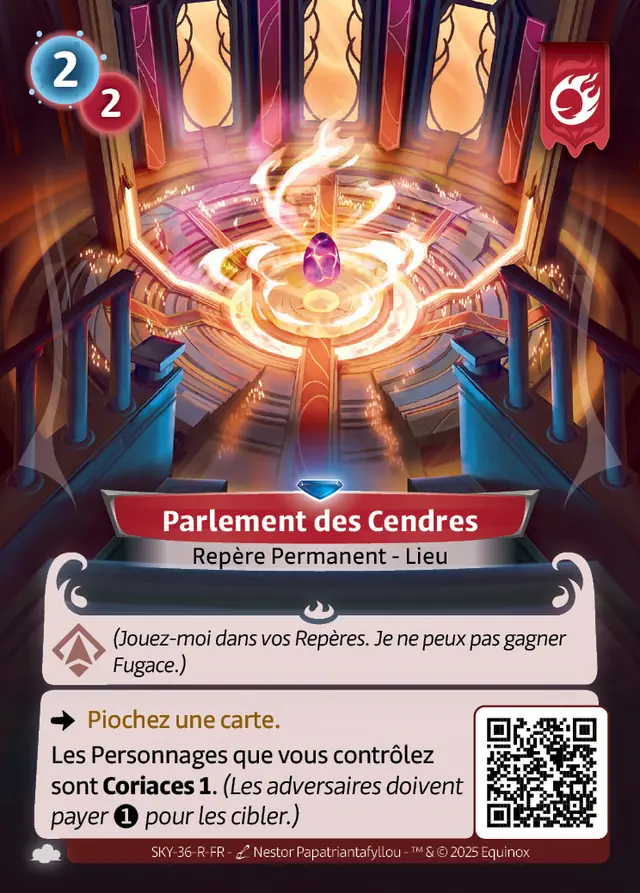 2
2
Parlement des Cendres
Repère Permanent - Lieu
(Jouez-moi dans vos Repères. Je ne peux pas gagner
Fugace.)
Piochez une carte.
Les Personnages que vous contrôlez
sont Coriaces 1. (Les adversaires doivent
payer 1 pour les cibler.)
SKY-36-R-FR - Nestor Papatriantafyllou - ™ & © 2025 Equinox